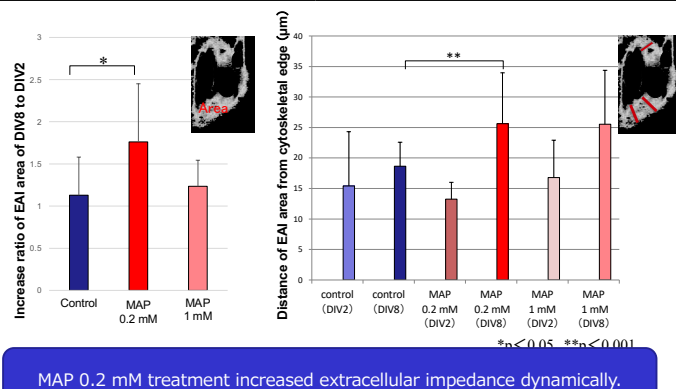 Increase ratio of EAI area of DIV8 to DIV2
3
2.5
2
1.5
1
0.5
0
*
Area
Control
MAP
0.2 mM
MAP
1 mM
Distance of EAI area from cytoskeletal edge (μm)
40
35
30
25
20
15
10
5
0
**
control
(DIV2)
control
(DIV8)
MAP
0.2 mM
(DIV2)
MAP
0.2 mM
(DIV8)
MAP
1 mM
(DIV2)
MAP
1 mM
(DIV8)
*p<0.05 **p<0.001
MAP 0.2 mM treatment increased extracellular impedance dynamically.